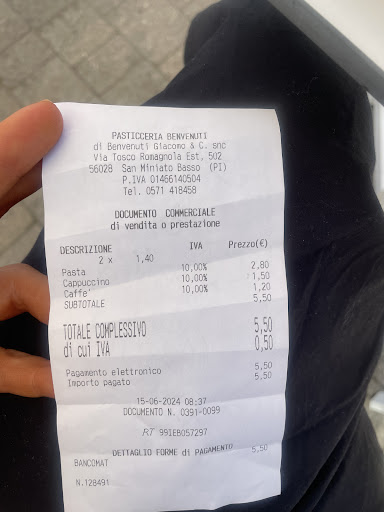 PASTICCERIA BENVENUTI
di Benvenuti Giacomo & C. snc
Via Tosco Romagnola Est, 502
56028 San Miniato Basso (PI)
P.IVA 01466140504
Tel. 0571 418458
DOCUMENTO COMMERCIALE
di vendita o prestazione
DESCRIZIONE IVA Prezzo(€)
2 x 1,40
Pasta 10,00% 2,80
Cappuccino 10,00% 1,50
Caffe' 10,00% 1,20
SUBTOTALE 5,50
TOTALE COMPLESSIVO 5,50
di cui IVA 0,50
Pagamento elettronico 5,50
Importo pagato 5,50
15-06-2024 08:37
DOCUMENTO N. 0391-0099
RT 99IEB057297
DETTAGLIO FORME di PAGAMENTO
BANCOMAT 5,50
N.128491